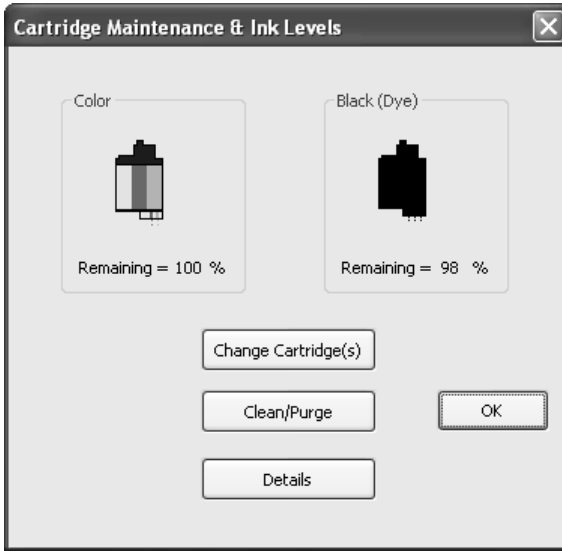 Cartridge Maintenance & Ink Levels
Color
Black (Dye)
Remaining = 100 %
Remaining = 98 %
Change Cartridge(s)
Clean/Purge
OK
Details